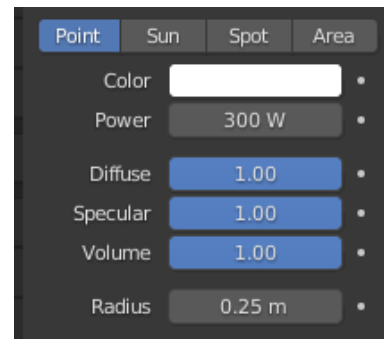 Point Sun Spot Area
Color
Power 300 W
Diffuse 1.00
Specular 1.00
Volume 1.00
Radius 0.25 m